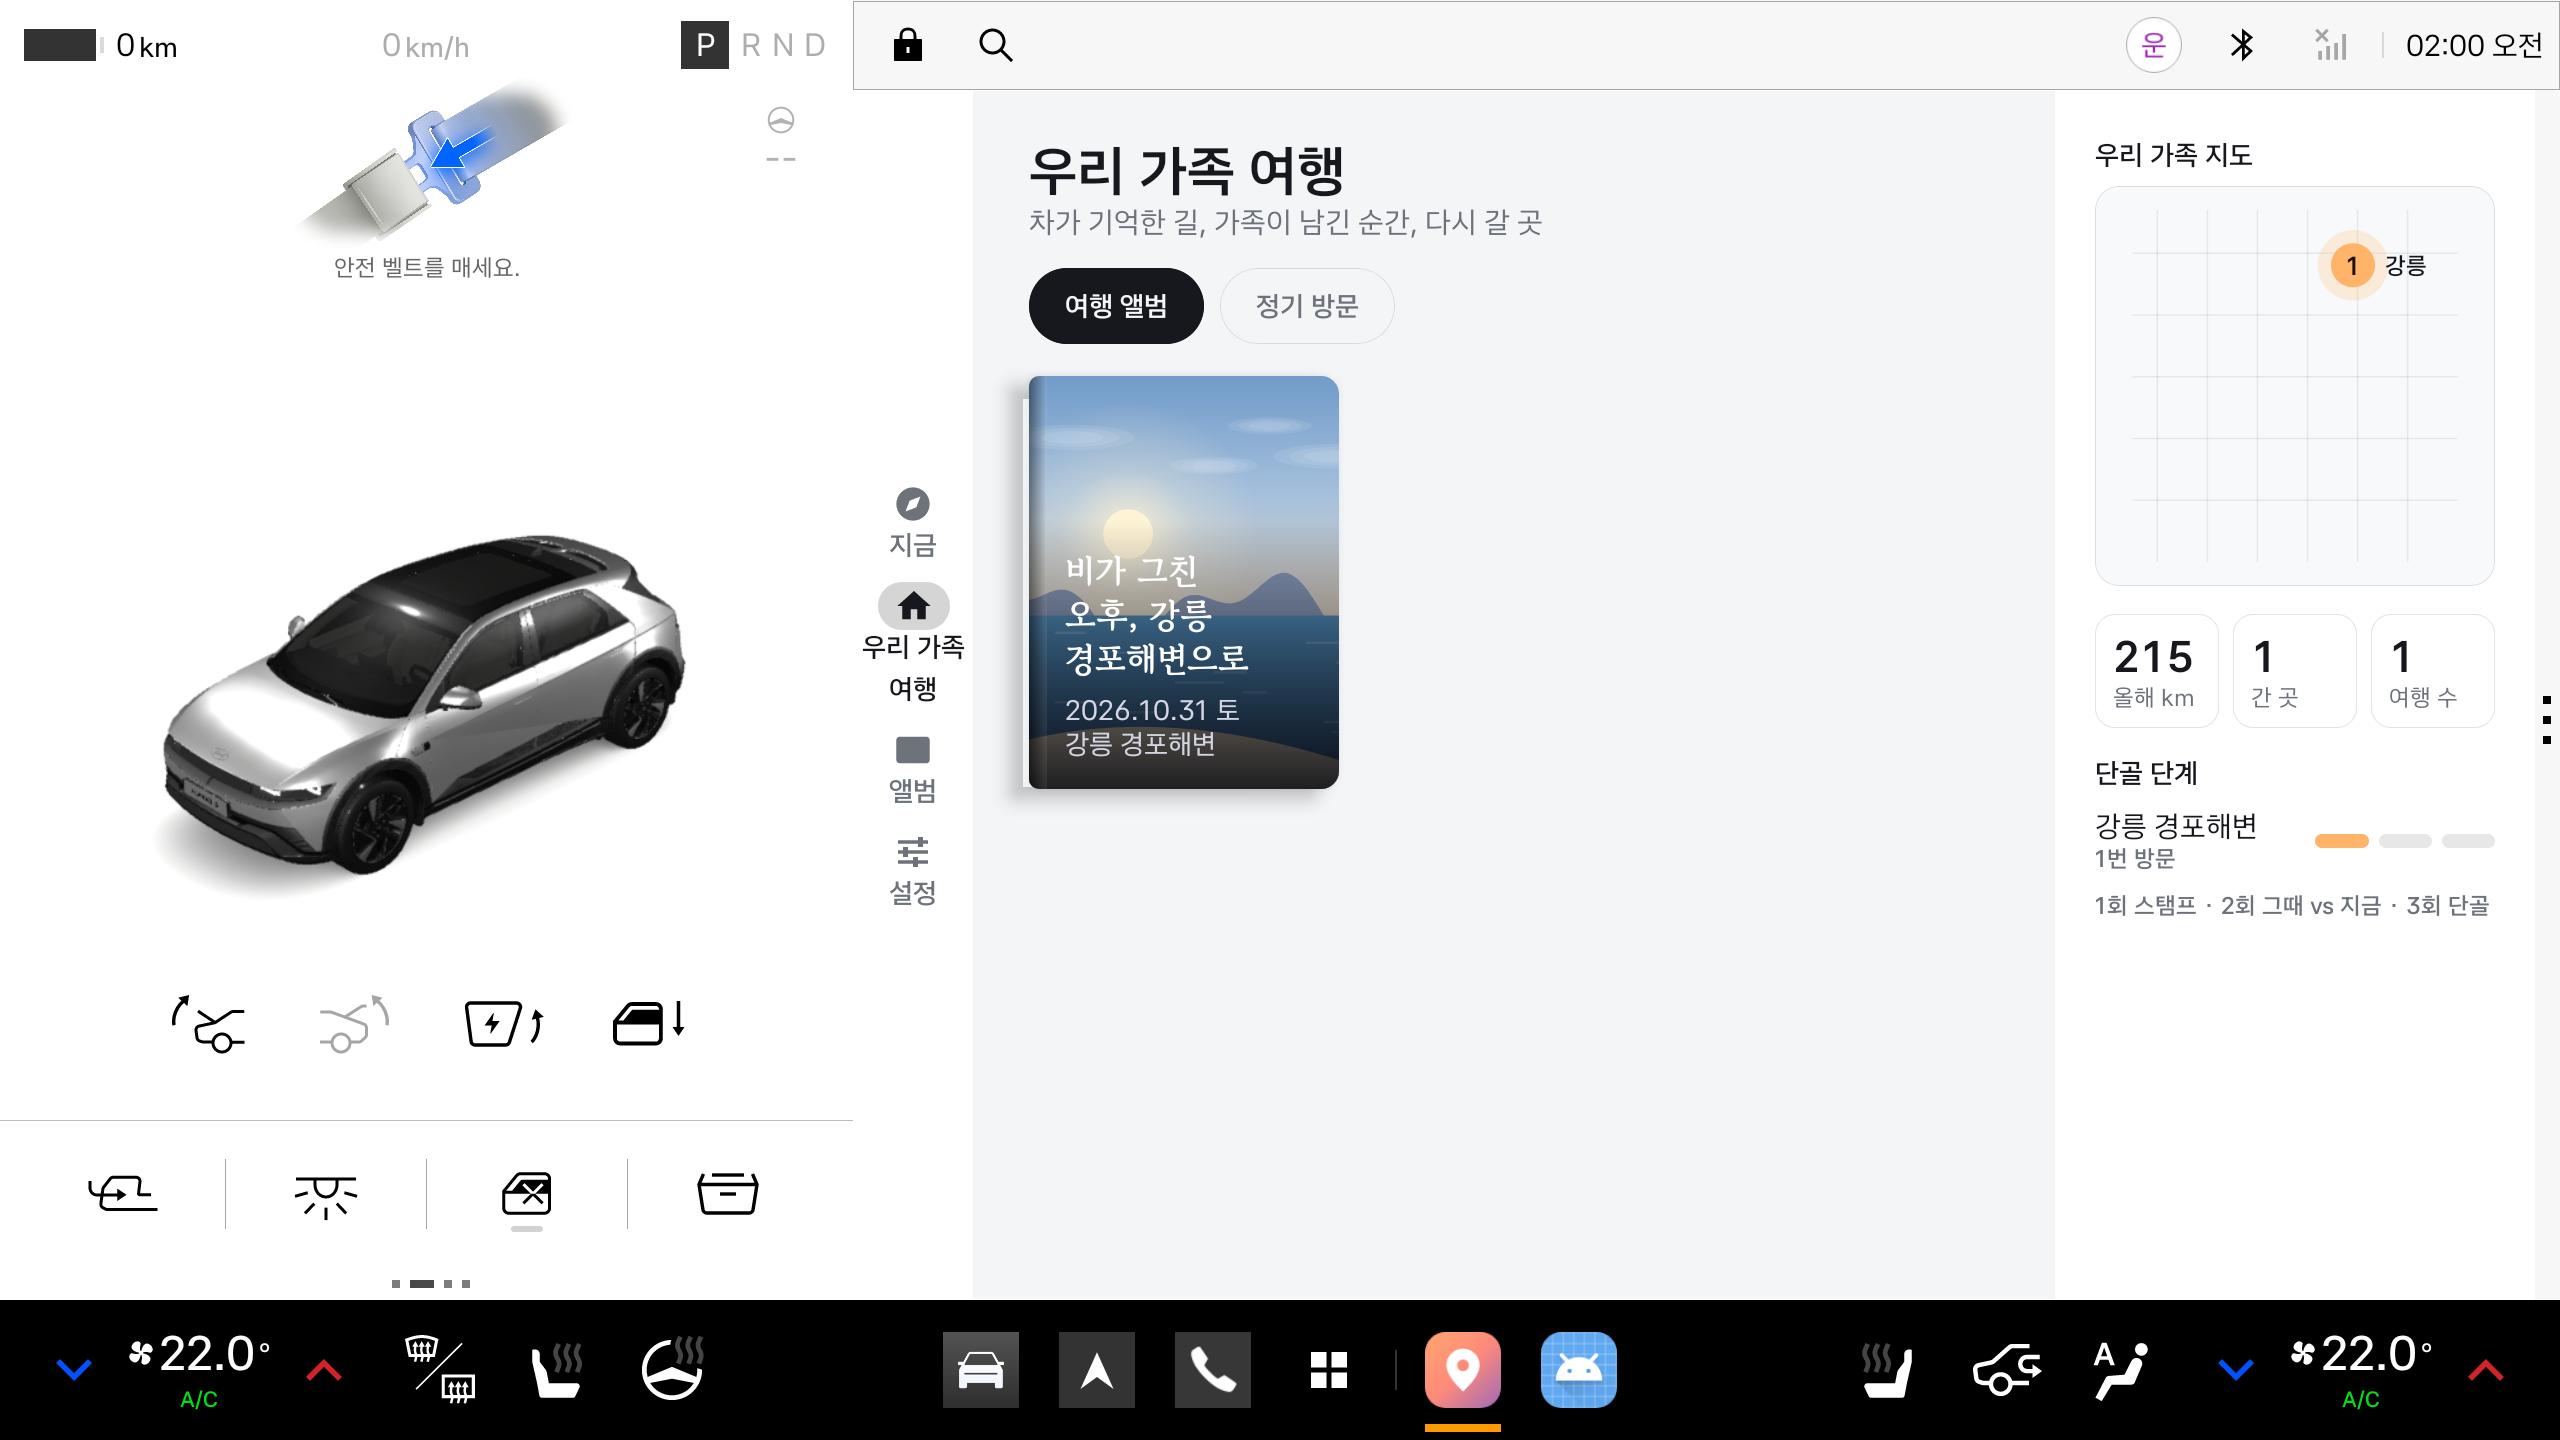 0 km
0 km/h
P R N D
안전 벨트를 매세요.
운
02:00 오전
지금
우리 가족
여행
앨범
설정
우리 가족 여행
차가 기억한 길, 가족이 남긴 순간, 다시 갈 곳
여행 앨범
정기 방문
비가 그친
오후, 강릉
경포해변으로
2026.10.31 토
강릉 경포해변
우리 가족 지도
1 강릉
215
올해 km
1
간 곳
1
여행 수
단골 단계
강릉 경포해변
1번 방문
1회 스탬프 · 2회 그때 vs 지금 · 3회 단골
22.0°
A/C
A
22.0°
A/C